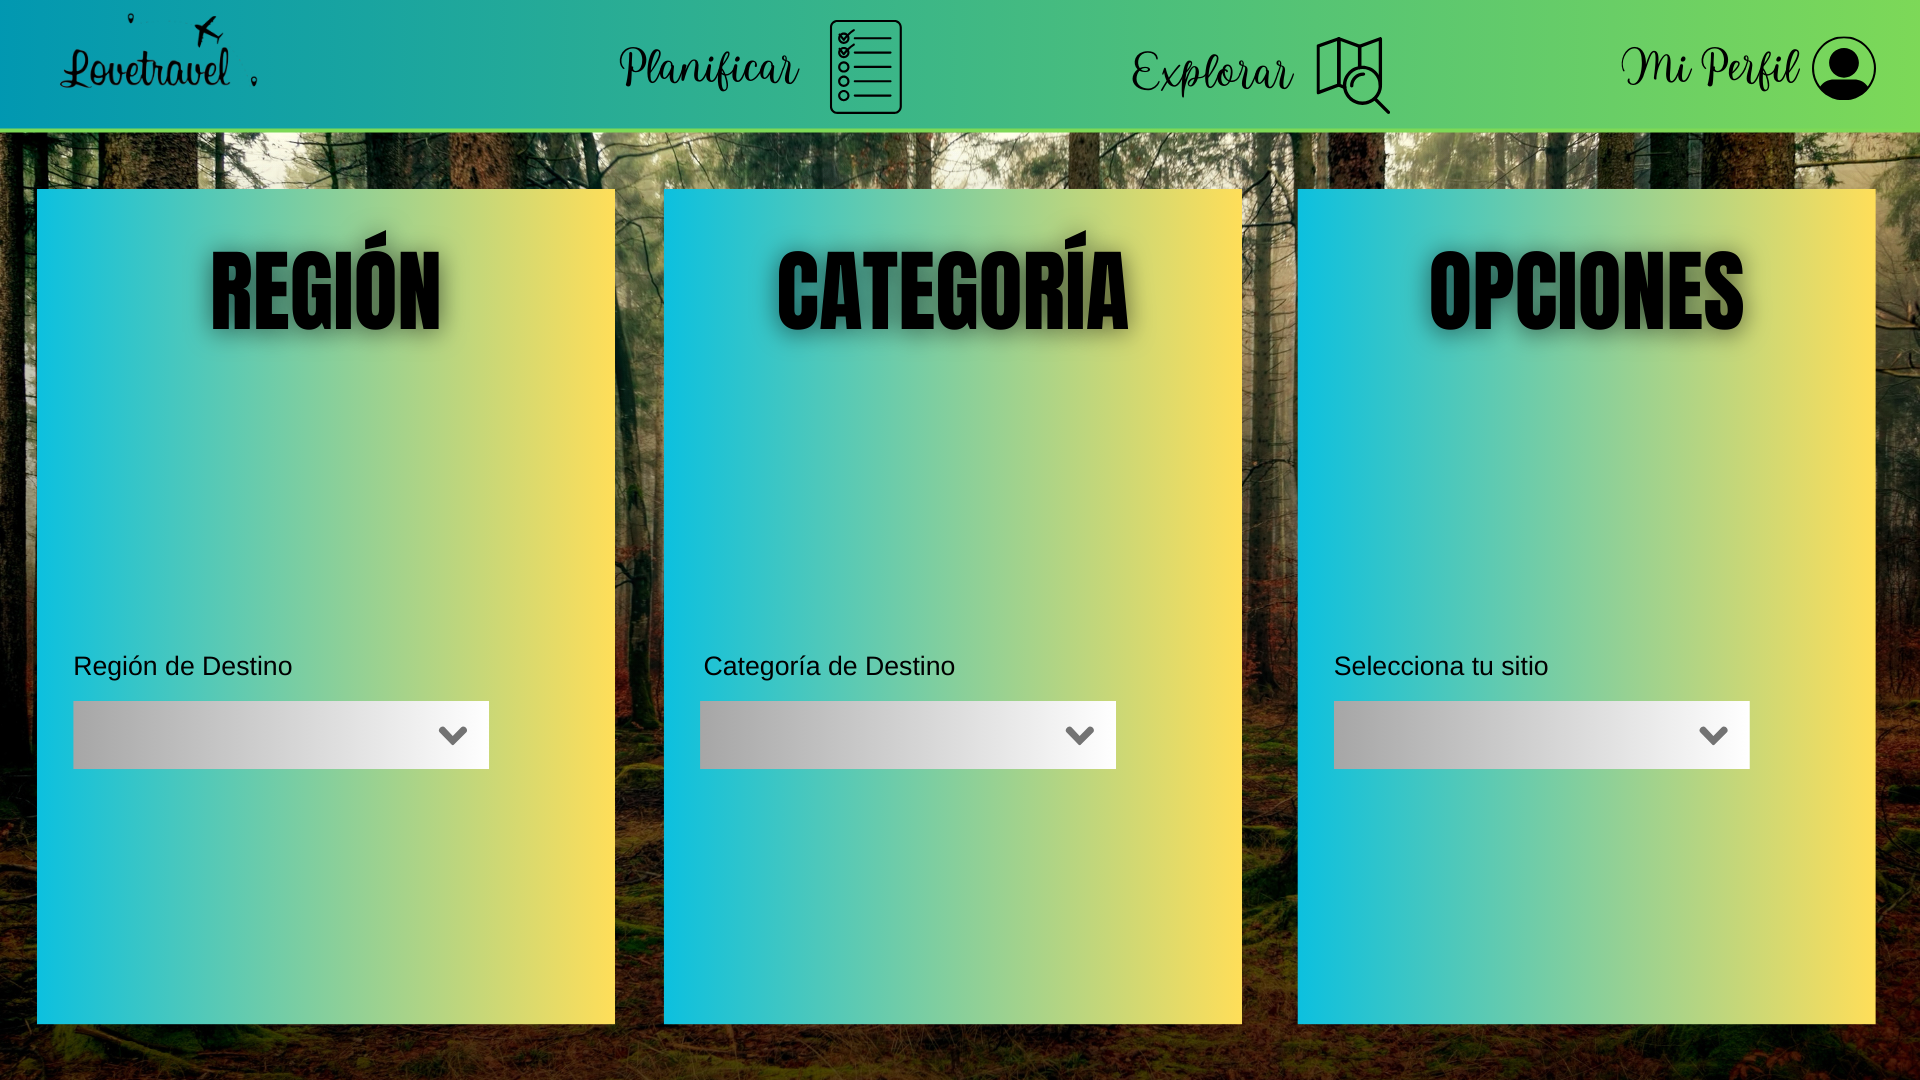 Lovetravel
Planificar
Explorar
Mi Perfil
REGIÓN
CATEGORÍA
OPCIONES
Región de Destino
Categoría de Destino
Selecciona tu sitio